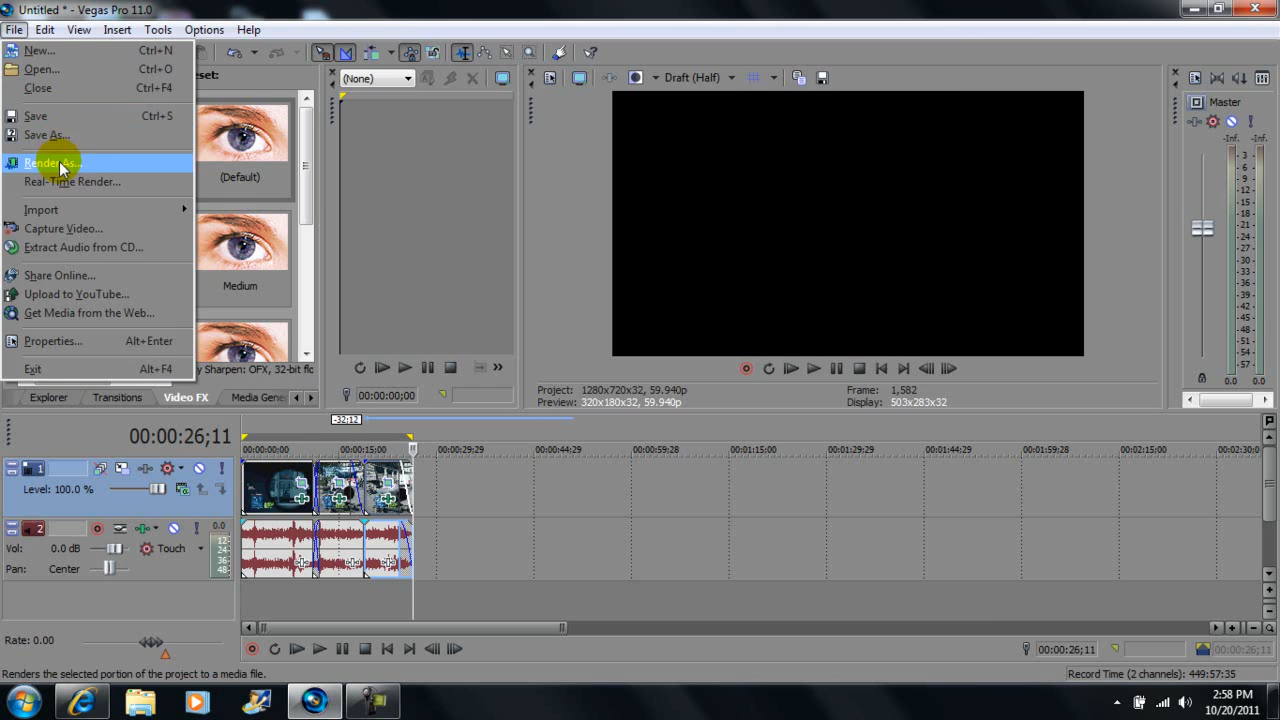 Untitled * - Vegas Pro 11.0
File Edit View Insert Tools Options Help
New... Ctrl+N
Open... Ctrl+O
Close Ctrl+F4
Save Ctrl+S
Save As...
Render As...
Real-Time Render...
Import
Capture Video...
Extract Audio from CD...
Share Online...
Upload to YouTube...
Get Media from the Web...
Properties... Alt+Enter
Exit Alt+F4
eset:
(Default)
Medium
y Sharpen: OFX, 32-bit flo
Explorer Transitions Video FX Media Gene
(None)
00:00:00;00
Draft (Half)
Project: 1280x720x32, 59.940p
Preview: 320x180x32, 59.940p
Frame: 1,582
Display: 503x283x32
Master
-Inf. -Inf.
3
6
9
12
15
18
21
24
27
30
33
36
39
42
45
48
51
54
57
0.0 0.0
-32;12
00:00:26;11
00:00:00;00 00:00:15;00 00:00:29;29 00:00:44;29 00:00:59;28 00:01:15;00 00:01:29;29 00:01:44;29 00:01:59;28 00:02:15;00 00:02:30;0
1
Level: 100.0 %
2
0.0
Vol: 0.0 dB Touch
Pan: Center
12
24
36
48
Rate: 0.00
00:00:26;11 00:00:26;11
Renders the selected portion of the project to a media file.
Record Time (2 channels): 449:57:35
2:58 PM
10/20/2011